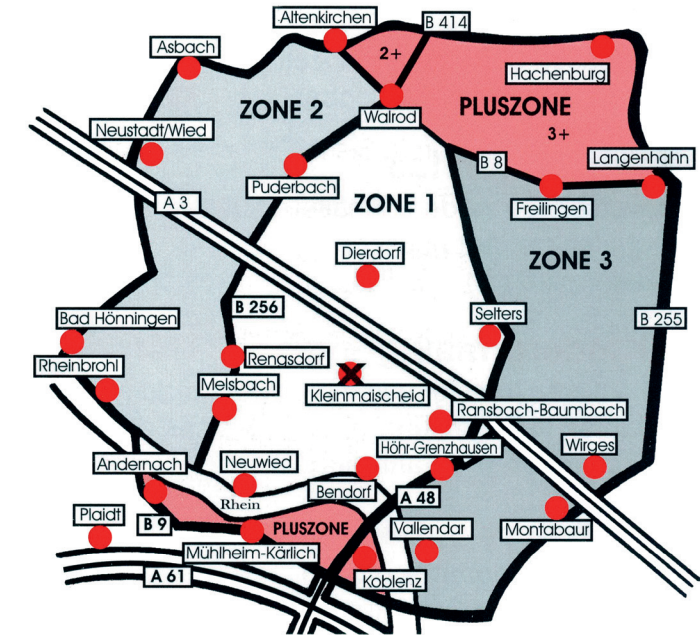 Altenkirchen
B 414
Asbach
2+
Hachenburg
ZONE 2
PLUSZONE
Walrod
3+
Neustadt/Wied
Langenhahn
B 8
Puderbach
A 3
ZONE 1
Freilingen
Dierdorf
ZONE 3
B 256
Selters
Bad Hönningen
B 255
Rheinbrohl
Rengsdorf
Melsbach
Kleinmaischeid
Ransbach-Baumbach
Höhr-Grenzhausen
Wirges
Andernach
Neuwied
Bendorf
Rhein
A 48
Plaidt
B 9
PLUSZONE
Vallendar
Montabaur
Mühlheim-Kärlich
A 61
Koblenz